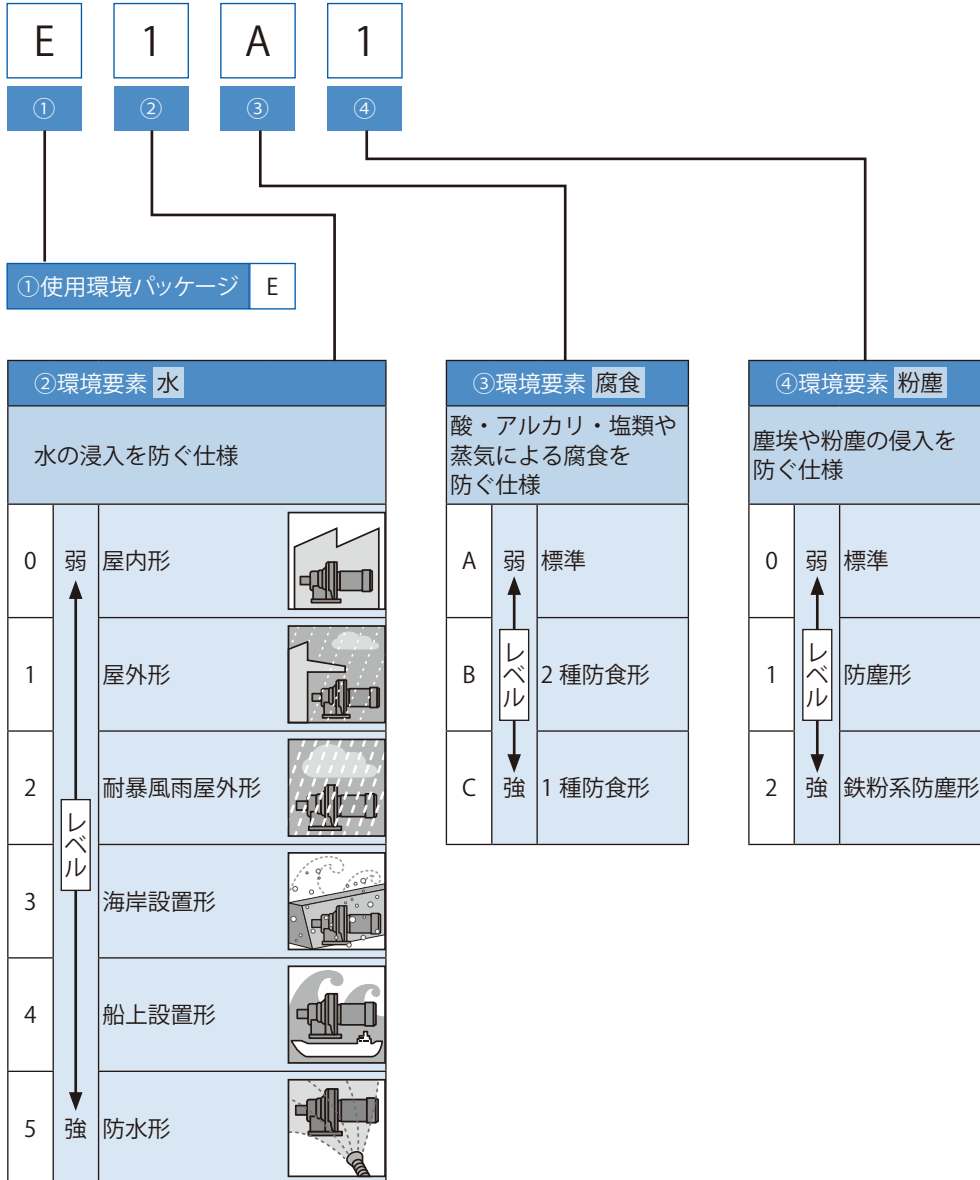 E 1 A 1
① ② ③ ④
①使用環境パッケージ E
②環境要素 水
水の浸入を防ぐ仕様
0 弱 屋内形
1 屋外形
2 耐暴風雨屋外形
レベル
3 海岸設置形
4 船上設置形
5 強 防水形
③環境要素 腐食
酸・アルカリ・塩類や
蒸気による腐食を
防ぐ仕様
A 弱 標準
B レベル 2 種防食形
C 強 1 種防食形
④環境要素 粉塵
塵埃や粉塵の侵入を
防ぐ仕様
0 弱 標準
1 レベル 防塵形
2 強 鉄粉系防塵形